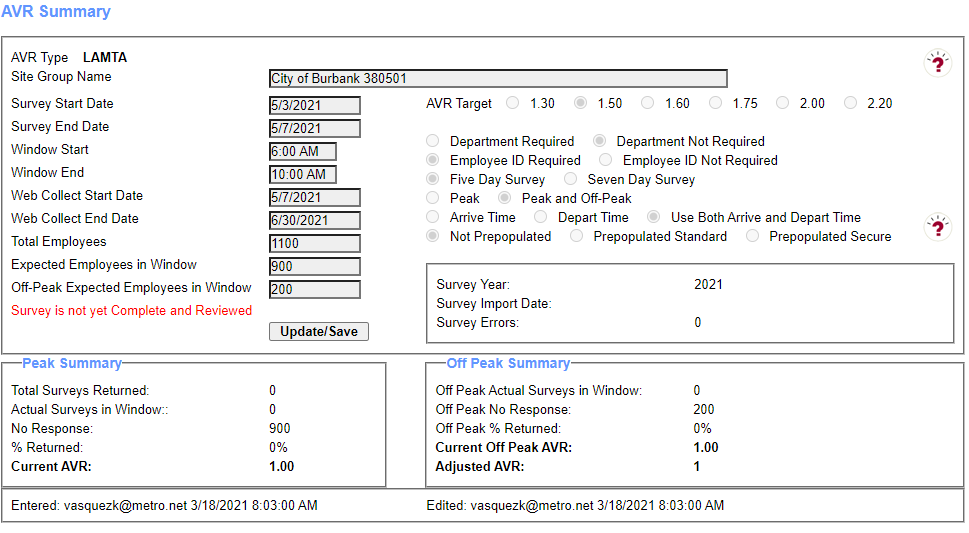 AVR Summary
AVR Type LAMTA
Site Group Name City of Burbank 380501
Survey Start Date 5/3/2021
Survey End Date 5/7/2021
Window Start 6:00 AM
Window End 10:00 AM
Web Collect Start Date 5/7/2021
Web Collect End Date 6/30/2021
Total Employees 1100
Expected Employees in Window 900
Off-Peak Expected Employees in Window 200
Survey is not yet Complete and Reviewed
Update/Save
?
AVR Target 1.30 1.50 1.60 1.75 2.00 2.20
Department Required Department Not Required
Employee ID Required Employee ID Not Required
Five Day Survey Seven Day Survey
Peak Peak and Off-Peak
Arrive Time Depart Time Use Both Arrive and Depart Time
?
Not Prepopulated Prepopulated Standard Prepopulated Secure
Survey Year: 2021
Survey Import Date:
Survey Errors: 0
Peak Summary
Total Surveys Returned: 0
Actual Surveys in Window:: 0
No Response: 900
% Returned: 0%
Current AVR: 1.00
Off Peak Summary
Off Peak Actual Surveys in Window: 0
Off Peak No Response: 200
Off Peak % Returned: 0%
Current Off Peak AVR: 1.00
Adjusted AVR: 1
Entered: vasquezk@metro.net 3/18/2021 8:03:00 AM
Edited: vasquezk@metro.net 3/18/2021 8:03:00 AM